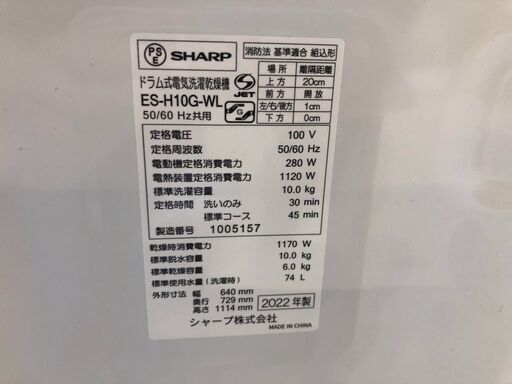 PSE SHARP
ドラム式電気洗濯乾燥機
ES-H10G-WL
50/60 Hz共用
JET
消防法 基準適合 組込形
場所 離隔距離
上方 20cm
前方 開放
左/右/後方 1cm
下方 0cm
定格電圧 100 V
定格周波数 50/60 Hz
電動機定格消費電力 280 W
電熱装置定格消費電力 1120 W
標準洗濯容量 10.0 kg
定格時間 洗いのみ 30 min
標準コース 45 min
製造番号 1005157
乾燥時消費電力 1170 W
標準脱水容量 10.0 kg
標準乾燥容量 6.0 kg
標準使用水量(洗濯時) 74 L
外形寸法 幅 640 mm
奥行 729 mm
高さ 1114 mm
2022年製
シャープ株式会社
MADE IN CHINA